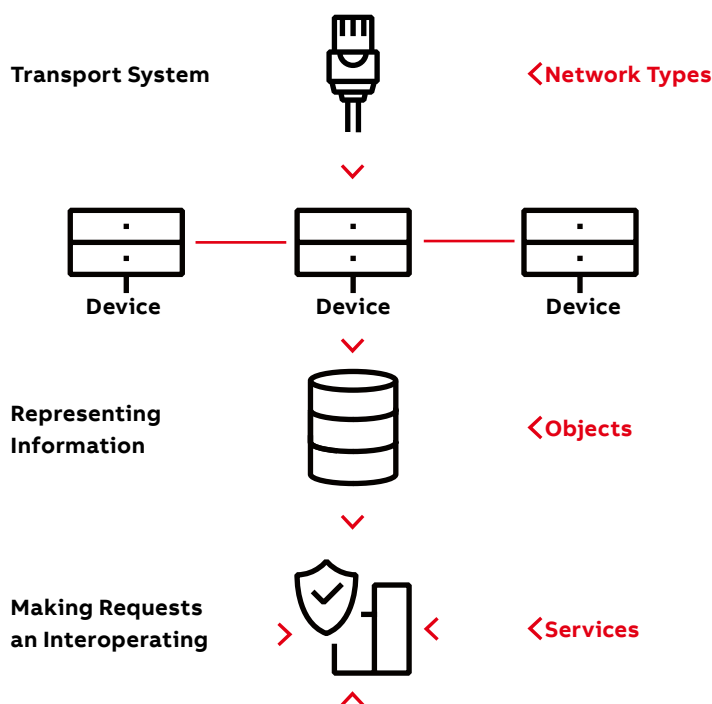 Transport System
Network Types
Device
Device
Device
Representing
Information
Objects
Making Requests
an Interoperating
Services